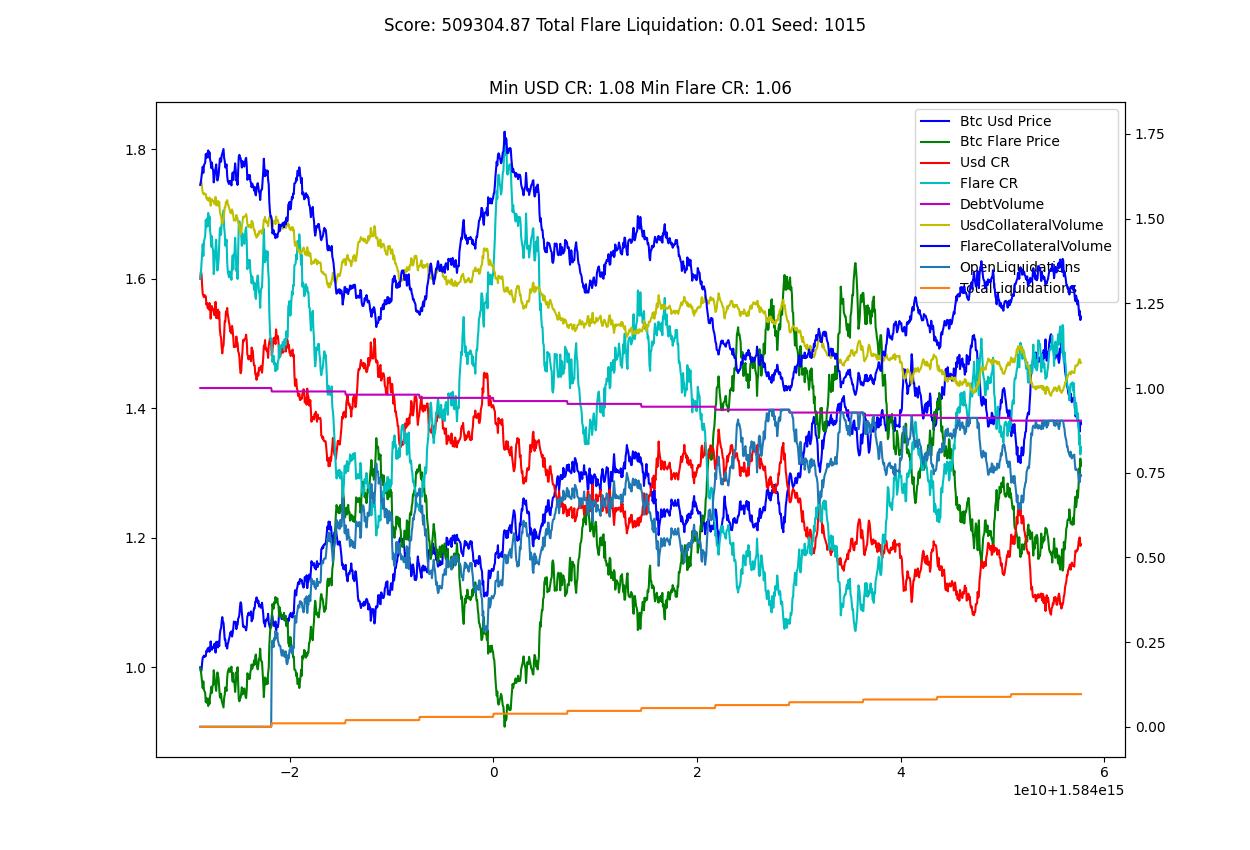 Score: 509304.87 Total Flare Liquidation: 0.01 Seed: 1015
Min USD CR: 1.08 Min Flare CR: 1.06
Btc Usd Price
Btc Flare Price
Usd CR
Flare CR
DebtVolume
UsdCollateralVolume
FlareCollateralVolume
OpenLiquidations
TotalLiquidations
1.8
1.6
1.4
1.2
1.0
1.75
1.50
1.25
1.00
0.75
0.50
0.25
0.00
−2 0 2 4 6
1e10+1.584e15